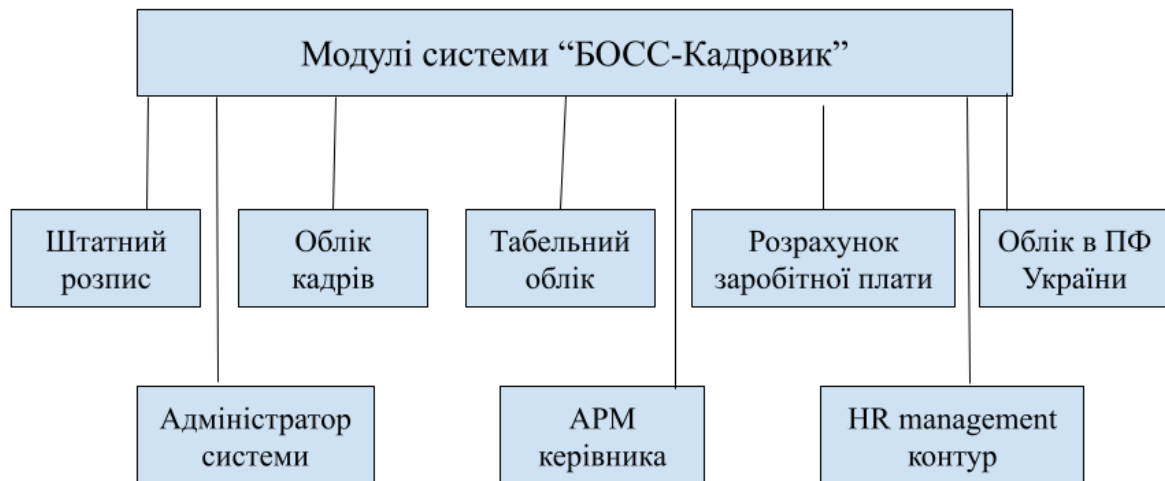 Модулі системи “БОСС-Кадровик”
Штатний
розпис
Облік
кадрів
Табельний
облік
Розрахунок
заробітної плати
Облік в ПФ
України
Адміністратор
системи
АРМ
керівника
HR management
контур